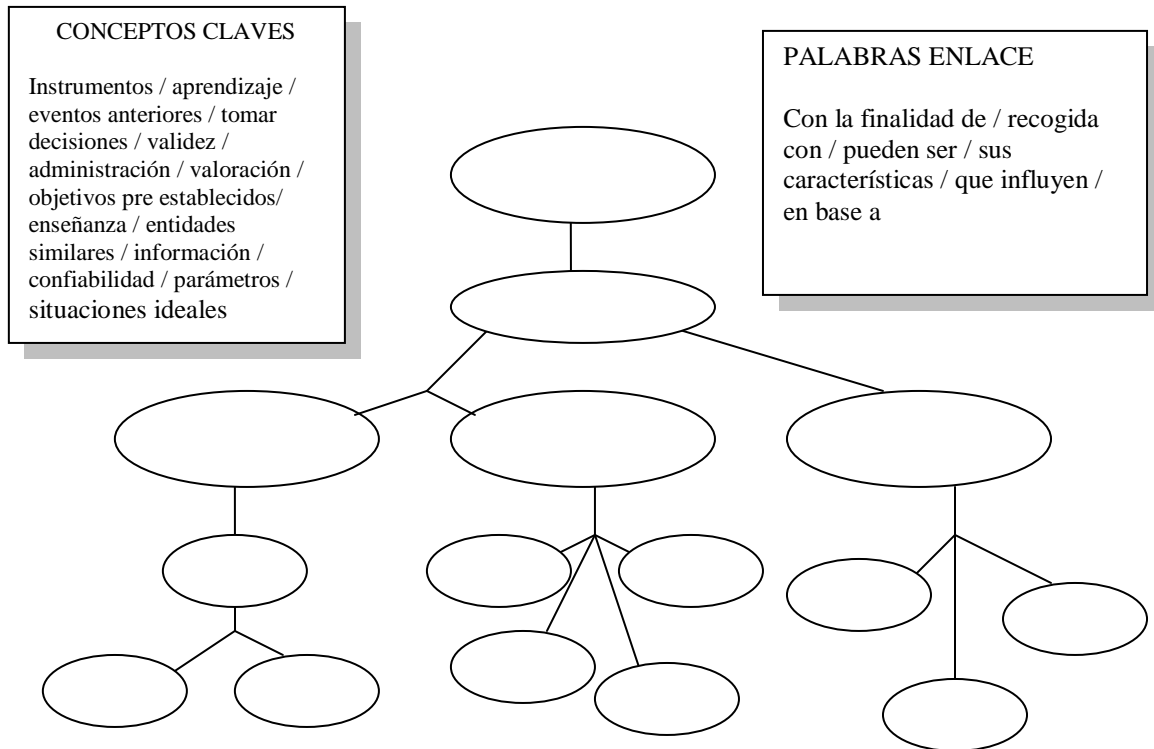 CONCEPTOS CLAVES
Instrumentos / aprendizaje /
eventos anteriores / tomar
decisiones / validez /
administración / valoración /
objetivos pre establecidos/
enseñanza / entidades
similares / información /
confiabilidad / parámetros /
situaciones ideales
PALABRAS ENLACE
Con la finalidad de / recogida
con / pueden ser / sus
características / que influyen /
en base a